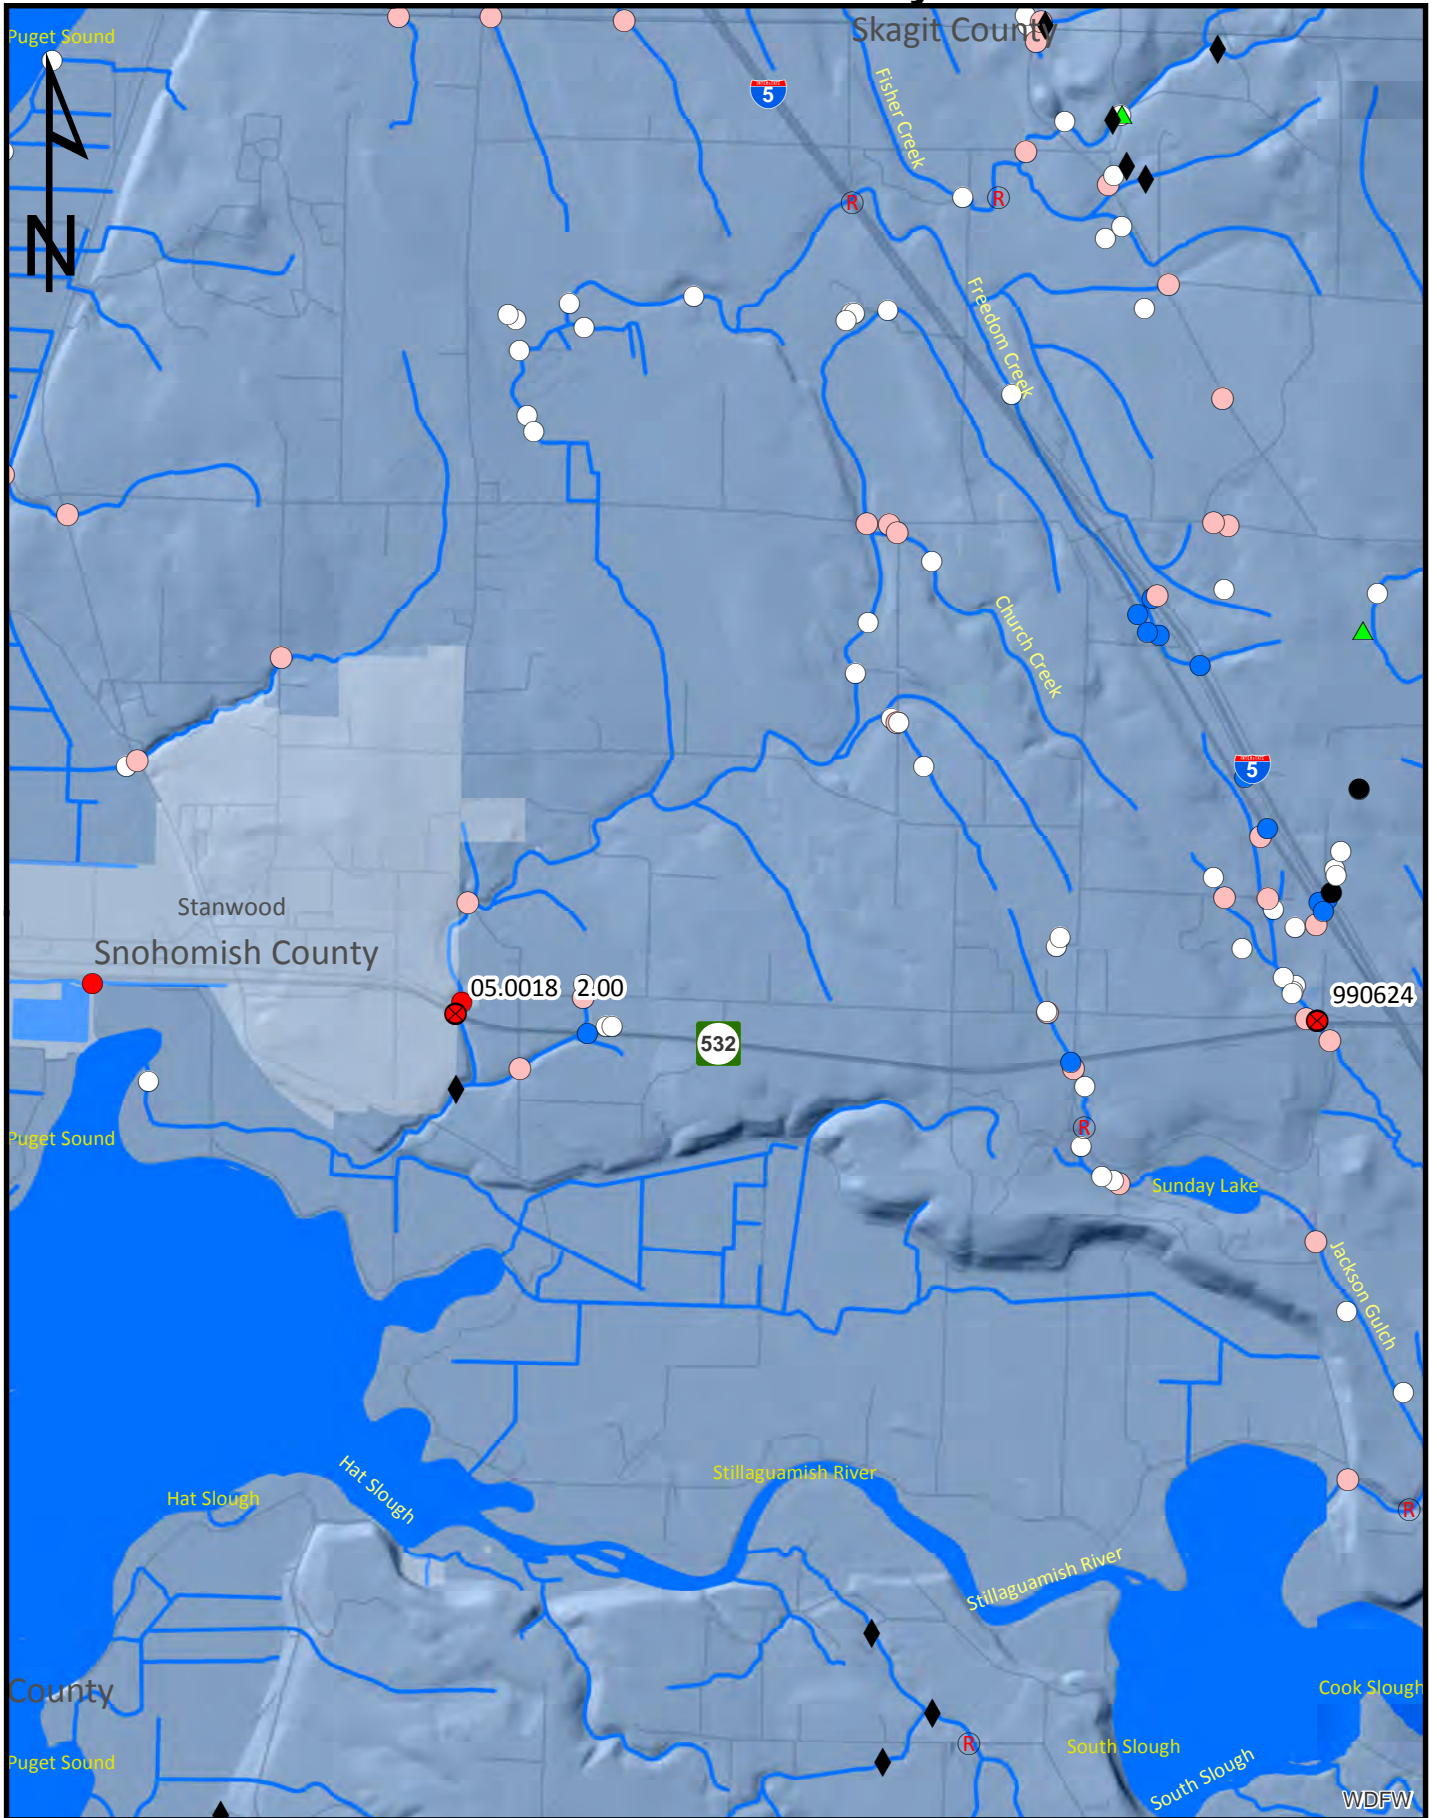 Puget Sound
Skagit County
INTERSTATE
5
Fisher Creek
R
R
N
Freedom Creek
Church Creek
INTERSTATE
5
Stanwood
Snohomish County
05.0018 2.00
990624
532
R
Puget Sound
Sunday Lake
Jackson Gulch
Hat Slough
Stillaguamish River
Hat Slough
R
Stillaguamish River
County
Cook Slough
R
South Slough
Puget Sound
South Slough
WDFW